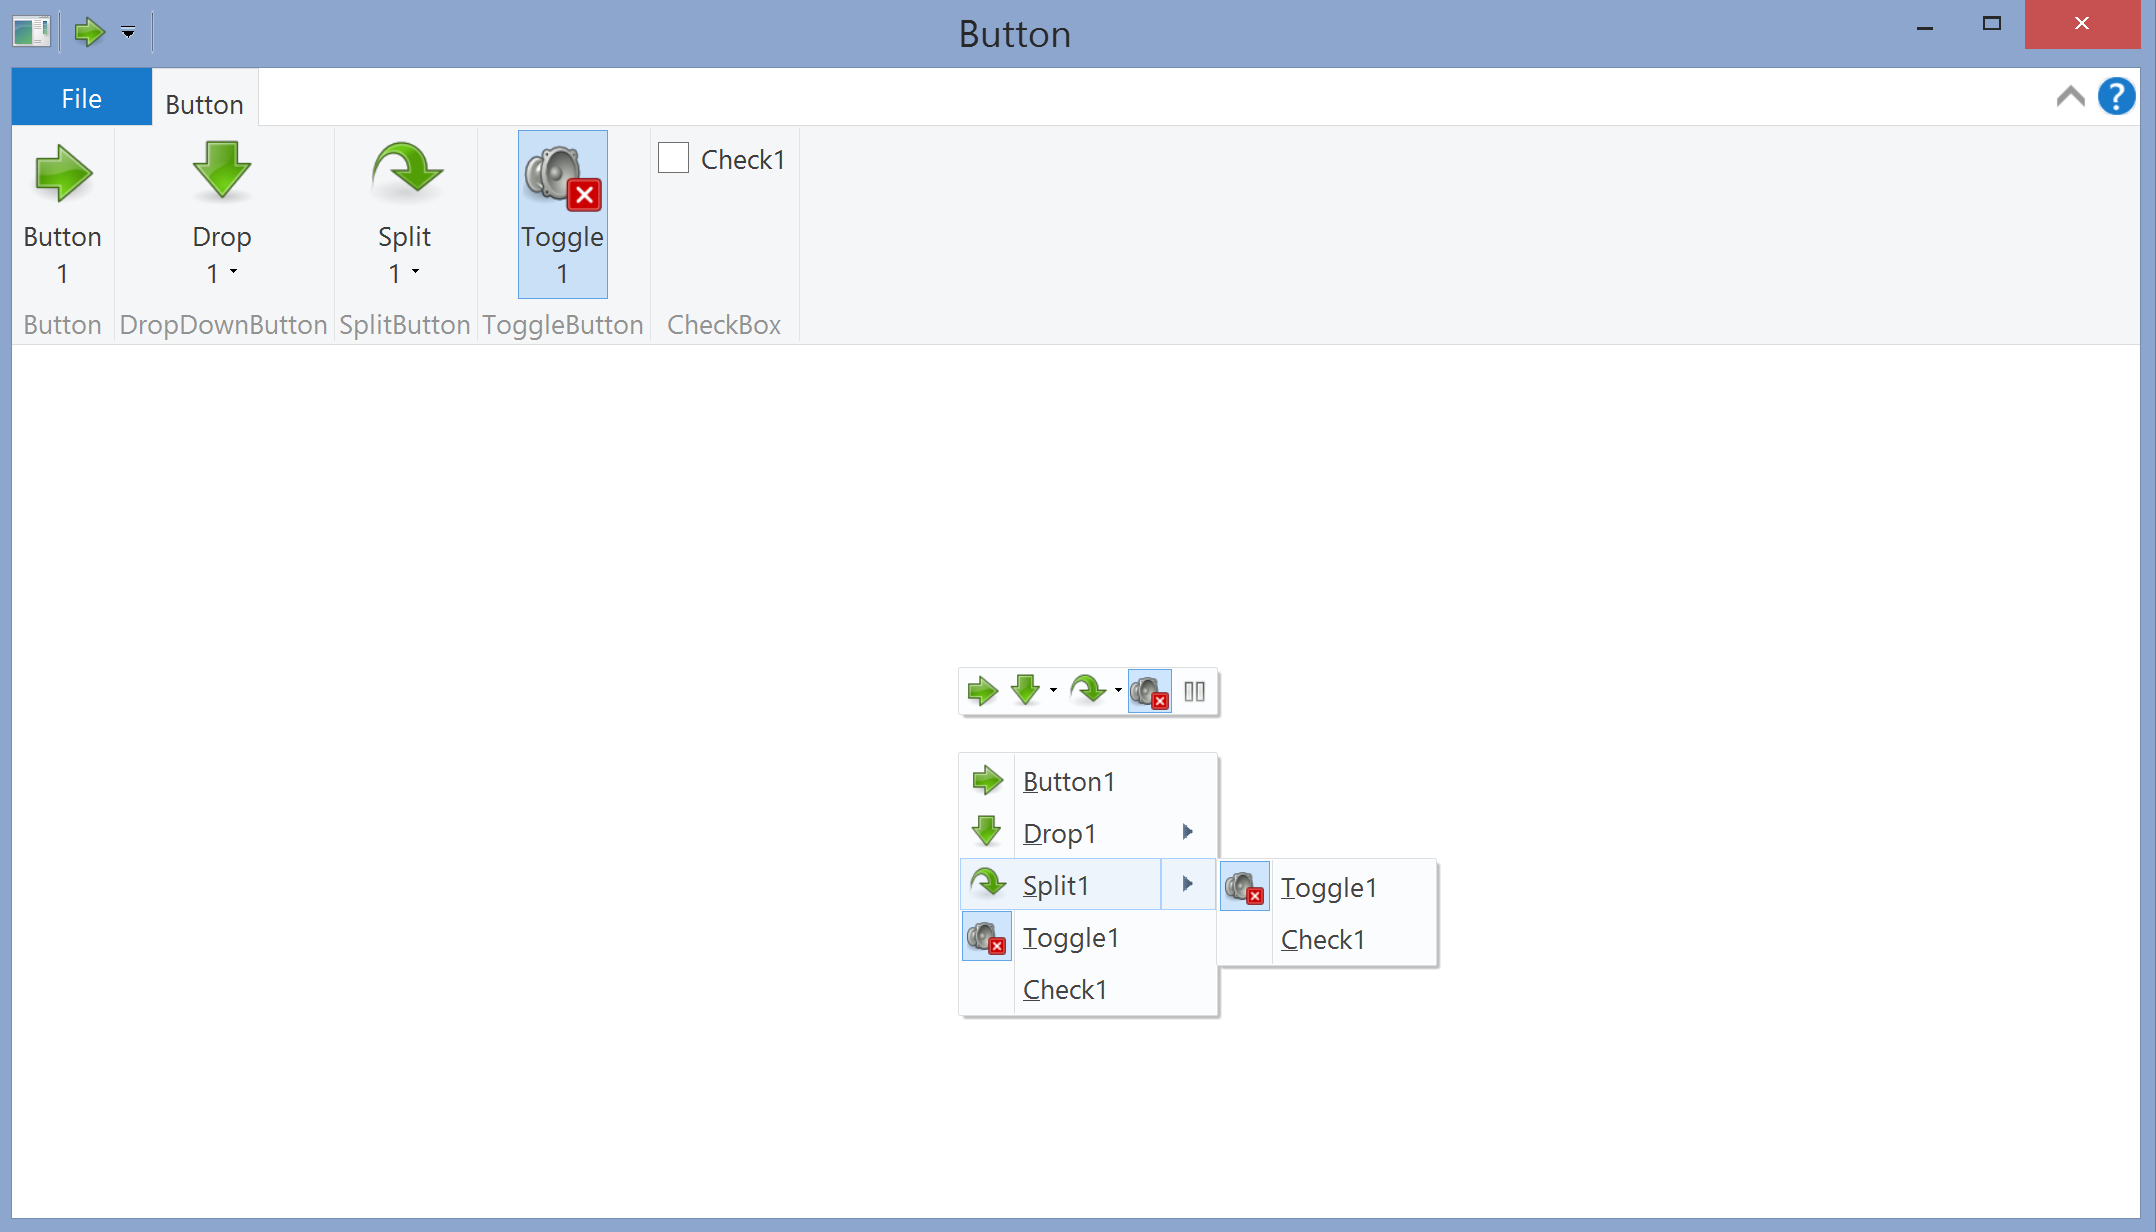 Button
File
Button
?
Check1
Button
1
Drop
1
Split
1
Toggle
1
Button
DropDownButton
SplitButton
ToggleButton
CheckBox
Button1
Drop1
Split1
Toggle1
Toggle1
Check1
Check1